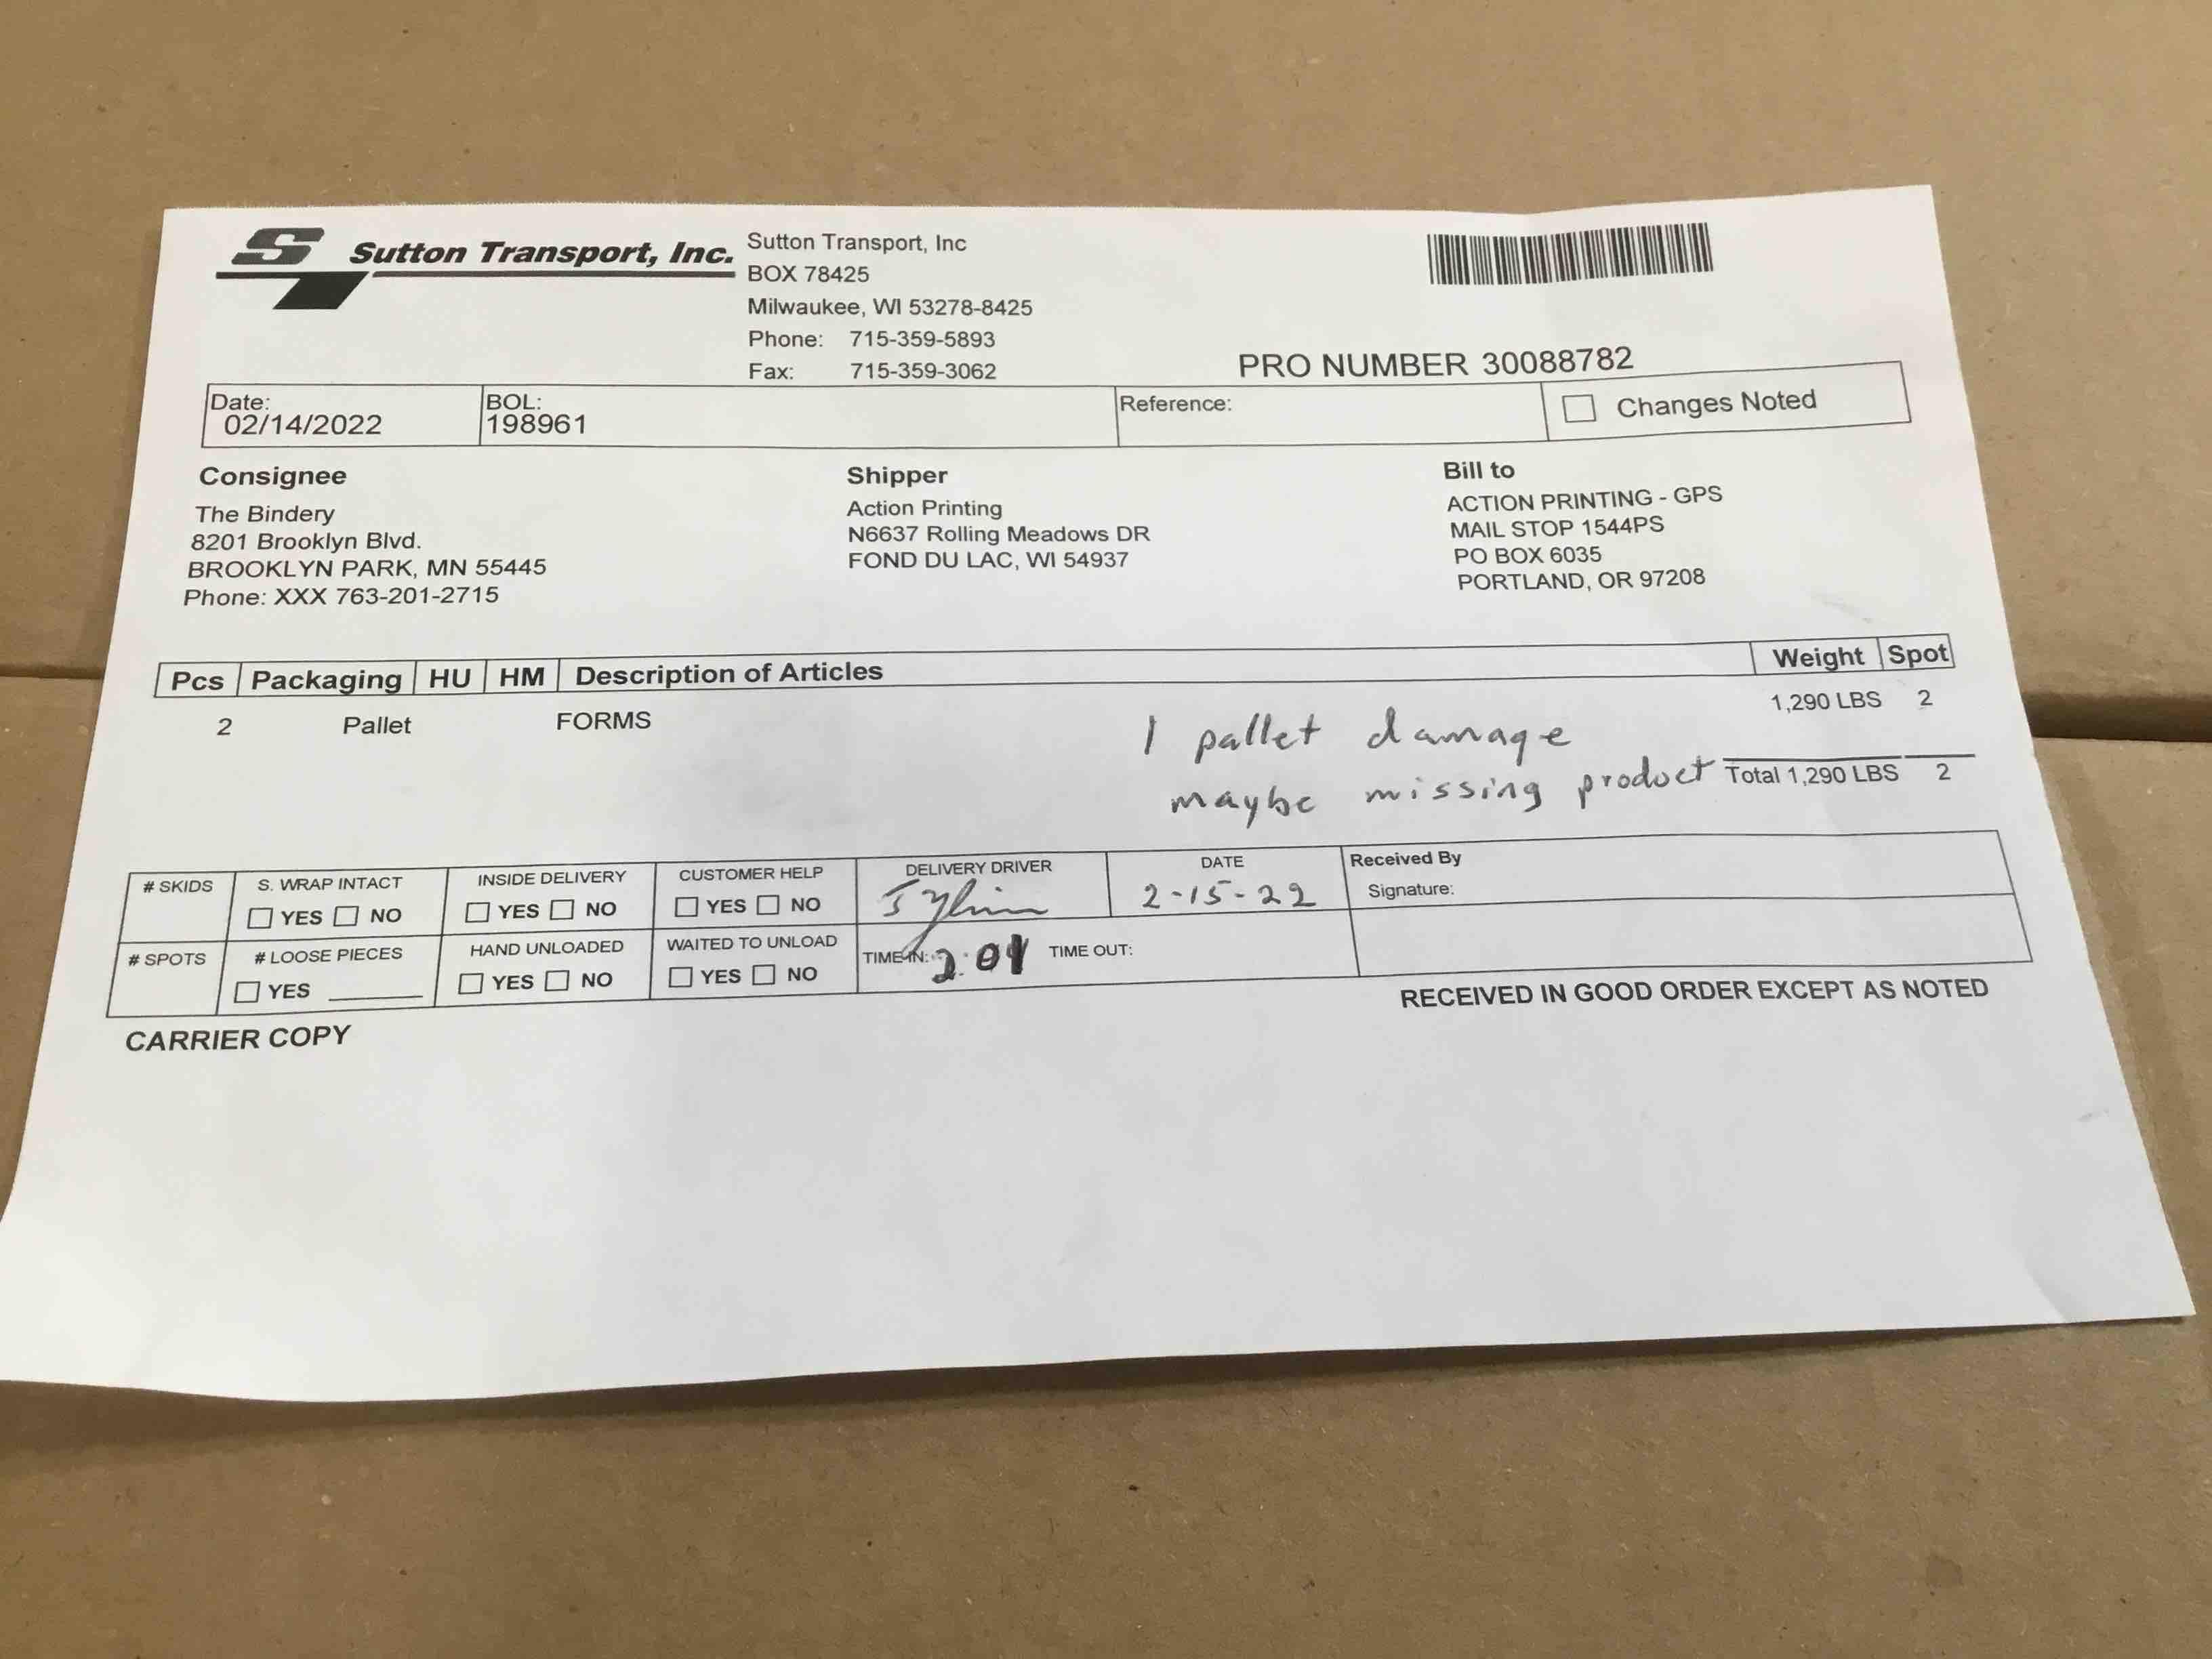 S
Sutton Transport, Inc.
Sutton Transport, Inc
BOX 78425
Milwaukee, WI 53278-8425
Phone: 715-359-5893
Fax: 715-359-3062
PRO NUMBER 30088782
Date:
02/14/2022
BOL:
198961
Reference:
Changes Noted
Consignee
The Bindery
8201 Brooklyn Blvd.
BROOKLYN PARK, MN 55445
Phone: XXX 763-201-2715
Shipper
Action Printing
N6637 Rolling Meadows DR
FOND DU LAC, WI 54937
Bill to
ACTION PRINTING - GPS
MAIL STOP 1544PS
PO BOX 6035
PORTLAND, OR 97208
Pcs Packaging HU HM Description of Articles Weight Spot
2 Pallet FORMS 1,290 LBS 2
1 pallet damage
maybe missing product
Total 1,290 LBS 2
# SKIDS
S. WRAP INTACT
YES NO
INSIDE DELIVERY
YES NO
CUSTOMER HELP
YES NO
DELIVERY DRIVER
DATE
2-15-22
Received By
Signature:
# SPOTS
# LOOSE PIECES
YES
HAND UNLOADED
YES NO
WAITED TO UNLOAD
YES NO
TIME IN:
TIME OUT:
RECEIVED IN GOOD ORDER EXCEPT AS NOTED
CARRIER COPY